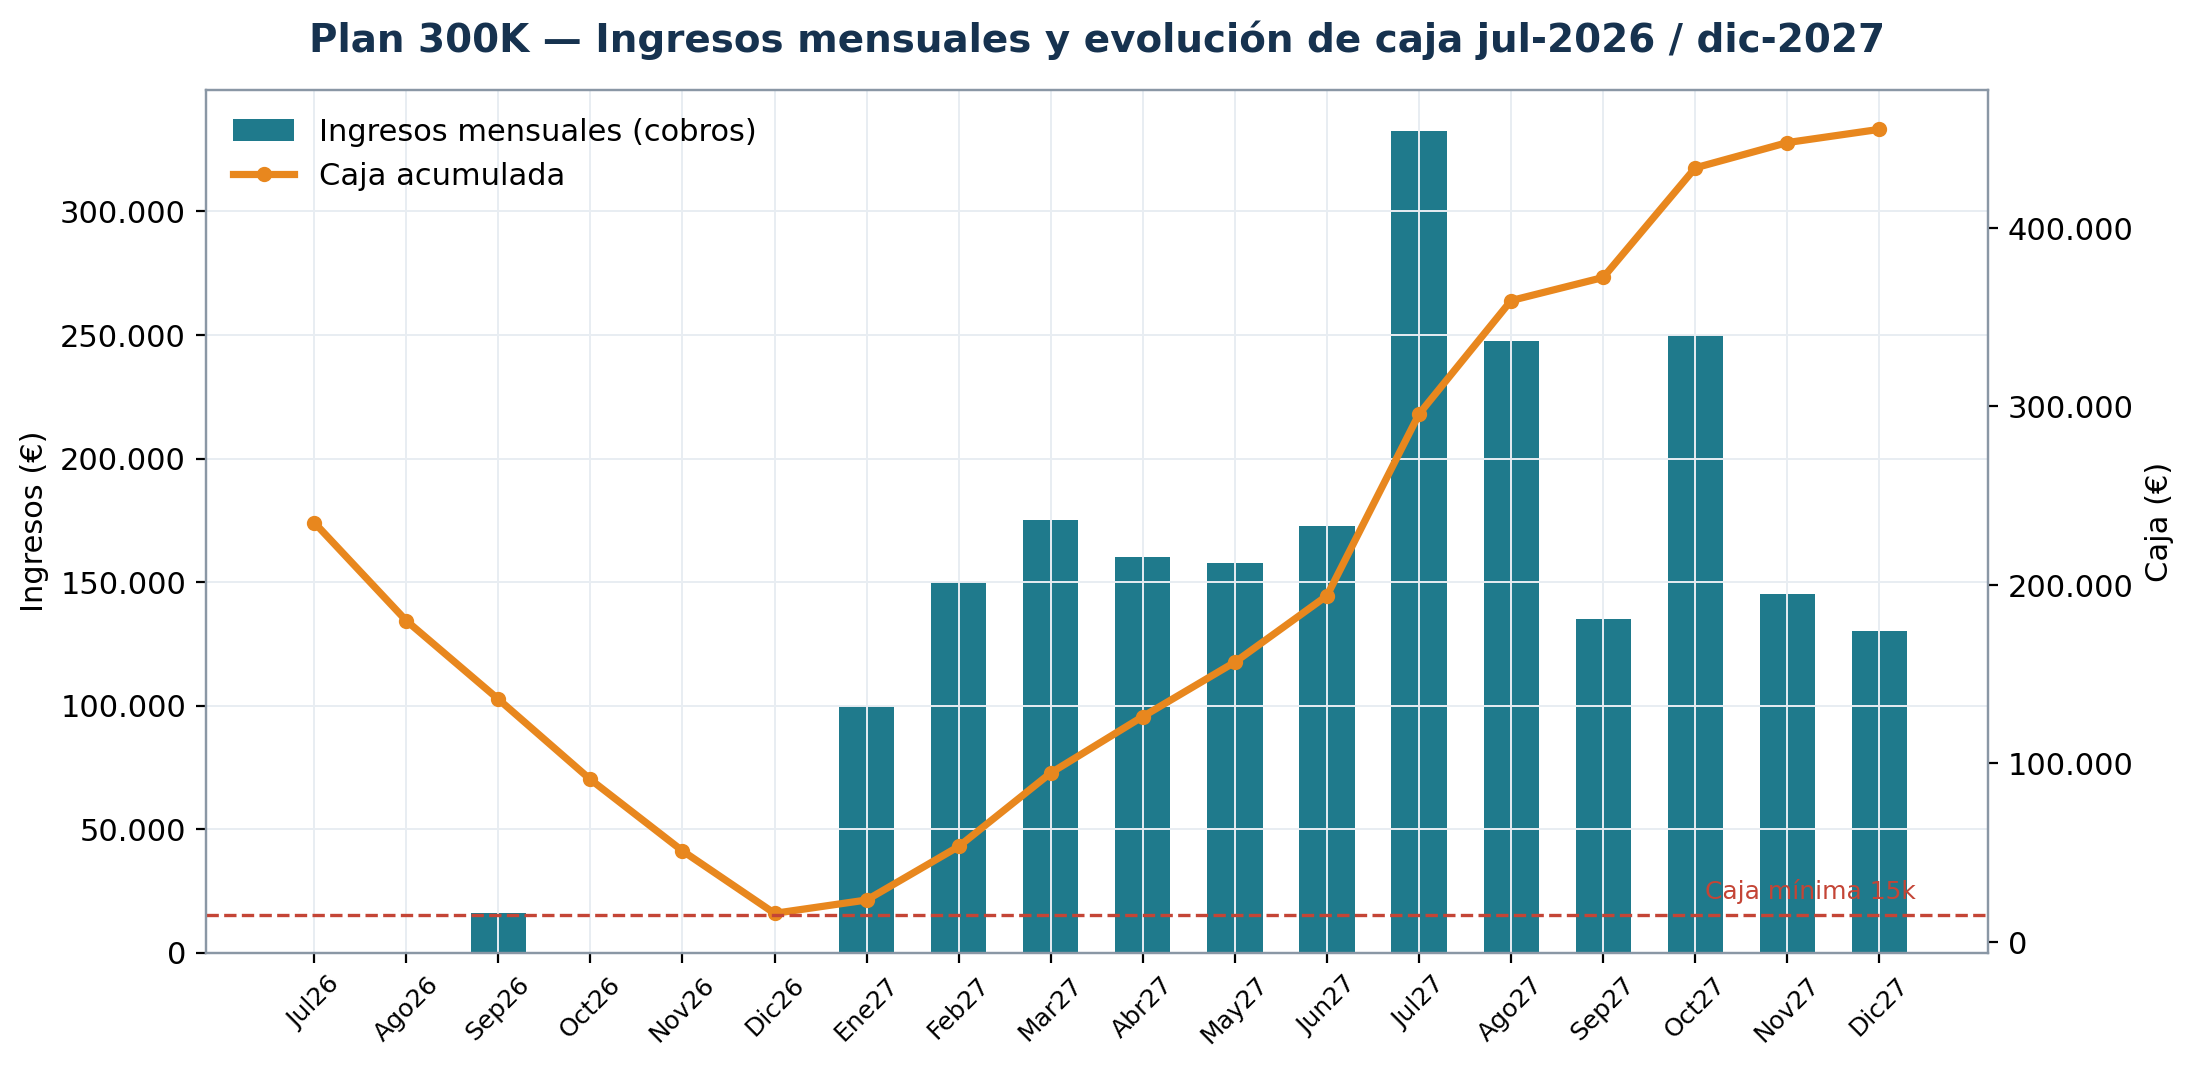 Plan 300K — Ingresos mensuales y evolución de caja jul-2026 / dic-2027
Ingresos mensuales (cobros)
Caja acumulada
Ingresos (€)
300.000
250.000
200.000
150.000
100.000
50.000
0
Caja (€)
400.000
300.000
200.000
100.000
0
Caja mínima 15k
Jul26
Ago26
Sep26
Oct26
Nov26
Dic26
Ene27
Feb27
Mar27
Abr27
May27
Jun27
Jul27
Ago27
Sep27
Oct27
Nov27
Dic27